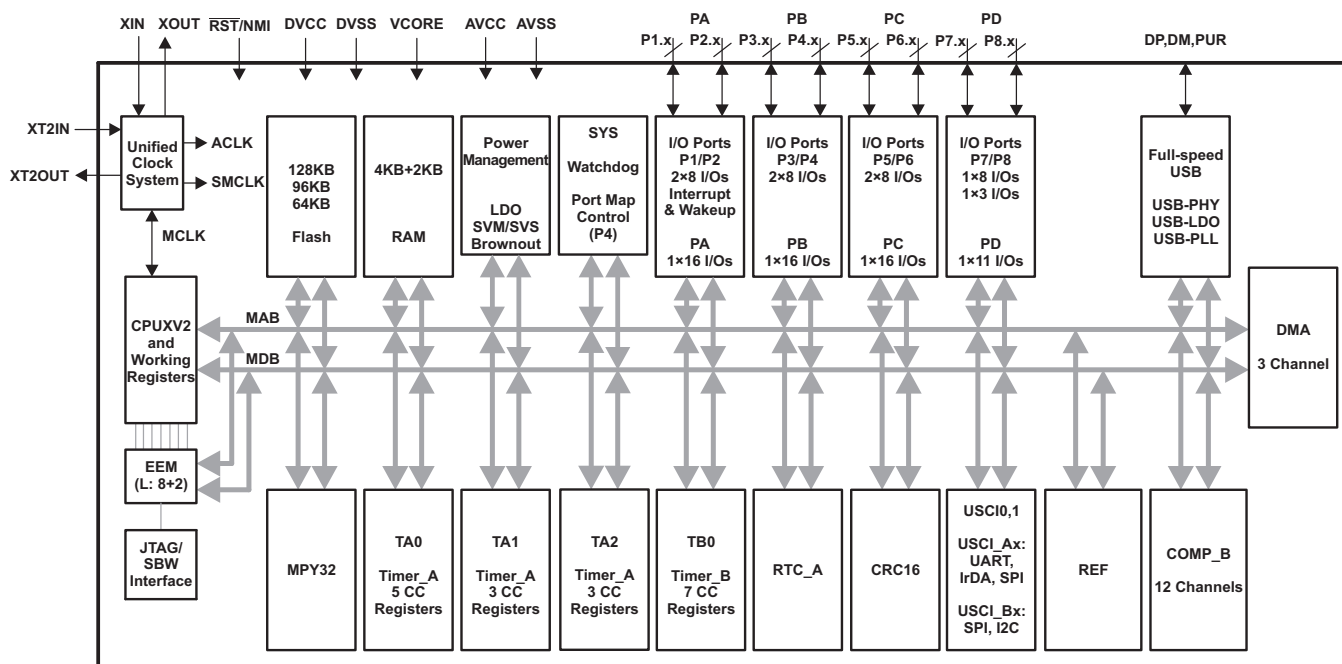 XIN XOUT RST/NMI DVCC DVSS VCORE AVCC AVSS
PA PB PC PD
P1.x P2.x P3.x P4.x P5.x P6.x P7.x P8.x DP,DM,PUR
XT2IN
XT2OUT
Unified
Clock
System
ACLK
SMCLK
MCLK
128KB
96KB
64KB
Flash
4KB+2KB
RAM
Power
Management
LDO
SVM/SVS
Brownout
SYS
Watchdog
Port Map
Control
(P4)
I/O Ports
P1/P2
2×8 I/Os
Interrupt
& Wakeup
PA
1×16 I/Os
I/O Ports
P3/P4
2×8 I/Os
PB
1×16 I/Os
I/O Ports
P5/P6
2×8 I/Os
PC
1×16 I/Os
I/O Ports
P7/P8
1×8 I/Os
1×3 I/Os
PD
1×11 I/Os
Full-speed
USB
USB-PHY
USB-LDO
USB-PLL
CPUXV2
and
Working
Registers
MAB
MDB
DMA
3 Channel
EEM
(L: 8+2)
JTAG/
SBW
Interface
MPY32
TA0
Timer_A
5 CC
Registers
TA1
Timer_A
3 CC
Registers
TA2
Timer_A
3 CC
Registers
TB0
Timer_B
7 CC
Registers
RTC_A
CRC16
USCI0,1
USCI_Ax:
UART,
IrDA, SPI
USCI_Bx:
SPI, I2C
REF
COMP_B
12 Channels